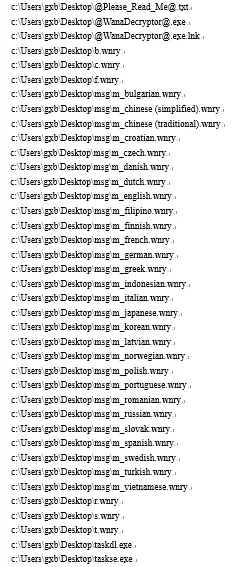 c:\Users\gxb\Desktop\@Please_Read_Me@.txt
c:\Users\gxb\Desktop\@WanaDecryptor@.exe
c:\Users\gxb\Desktop\@WanaDecryptor@.exe.lnk
c:\Users\gxb\Desktop\b.wnry
c:\Users\gxb\Desktop\c.wnry
c:\Users\gxb\Desktop\f.wnry
c:\Users\gxb\Desktop\msg\m_bulgarian.wnry
c:\Users\gxb\Desktop\msg\m_chinese (simplified).wnry
c:\Users\gxb\Desktop\msg\m_chinese (traditional).wnry
c:\Users\gxb\Desktop\msg\m_croatian.wnry
c:\Users\gxb\Desktop\msg\m_czech.wnry
c:\Users\gxb\Desktop\msg\m_danish.wnry
c:\Users\gxb\Desktop\msg\m_dutch.wnry
c:\Users\gxb\Desktop\msg\m_english.wnry
c:\Users\gxb\Desktop\msg\m_filipino.wnry
c:\Users\gxb\Desktop\msg\m_finnish.wnry
c:\Users\gxb\Desktop\msg\m_french.wnry
c:\Users\gxb\Desktop\msg\m_german.wnry
c:\Users\gxb\Desktop\msg\m_greek.wnry
c:\Users\gxb\Desktop\msg\m_indonesian.wnry
c:\Users\gxb\Desktop\msg\m_italian.wnry
c:\Users\gxb\Desktop\msg\m_japanese.wnry
c:\Users\gxb\Desktop\msg\m_korean.wnry
c:\Users\gxb\Desktop\msg\m_latvian.wnry
c:\Users\gxb\Desktop\msg\m_norwegian.wnry
c:\Users\gxb\Desktop\msg\m_polish.wnry
c:\Users\gxb\Desktop\msg\m_portuguese.wnry
c:\Users\gxb\Desktop\msg\m_romanian.wnry
c:\Users\gxb\Desktop\msg\m_russian.wnry
c:\Users\gxb\Desktop\msg\m_slovak.wnry
c:\Users\gxb\Desktop\msg\m_spanish.wnry
c:\Users\gxb\Desktop\msg\m_swedish.wnry
c:\Users\gxb\Desktop\msg\m_turkish.wnry
c:\Users\gxb\Desktop\msg\m_vietnamese.wnry
c:\Users\gxb\Desktop\r.wnry
c:\Users\gxb\Desktop\s.wnry
c:\Users\gxb\Desktop\t.wnry
c:\Users\gxb\Desktop\taskdl.exe
c:\Users\gxb\Desktop\taskse.exe